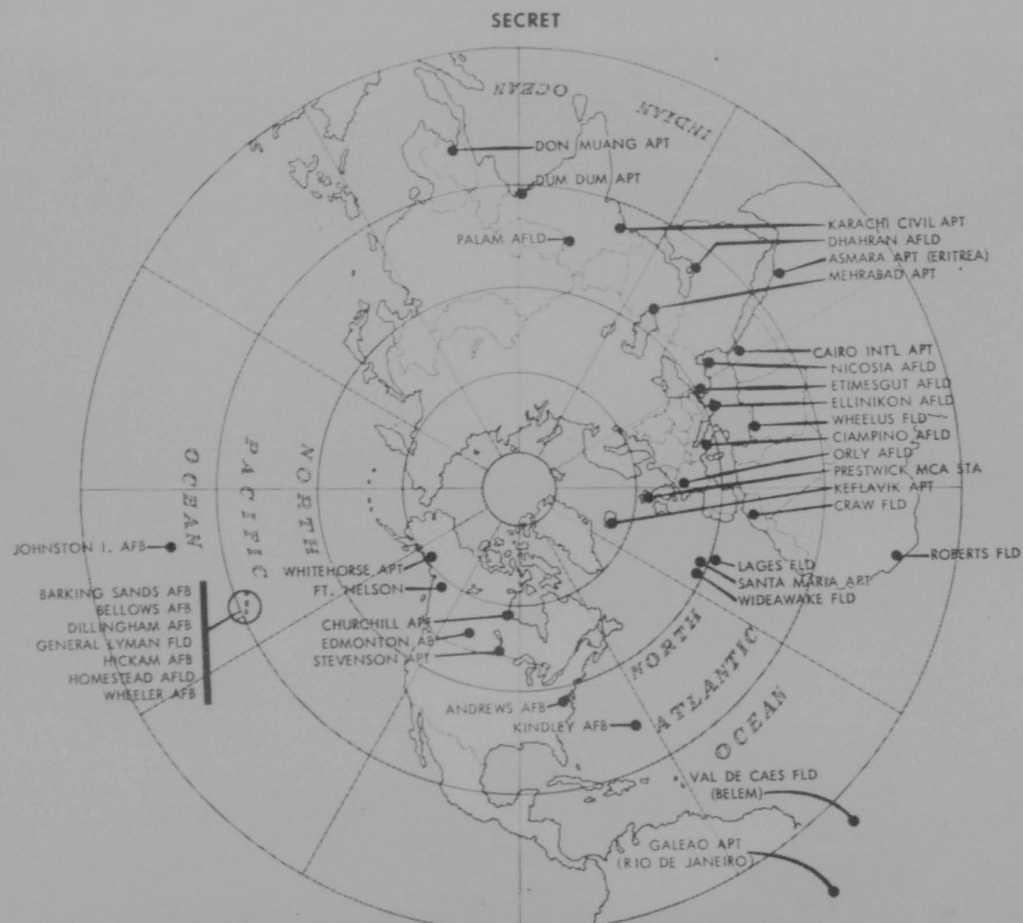 SECRET
OCEAN
INDIAN
DON MUANG APT
DUM DUM APT
PALAM AFLD
KARACHI CIVIL APT
DHAHRAN AFLD
ASMARA APT (ERITREA)
MEHRABAD APT
CAIRO INT'L APT
NICOSIA AFLD
ETIMESGUT AFLD
ELLINIKON AFLD
WHEELUS FLD
CIAMPINO AFLD
ORLY AFLD
PRESTWICK MCA STA
KEFLAVIK APT
CRAW FLD
ROBERTS FLD
NORTH
PACIFIC
OCEAN
JOHNSTON I. AFB
BARKING SANDS AFB
BELLOWS AFB
DILLINGHAM AFB
GENERAL LYMAN FLD
HICKAM AFB
HOMESTEAD AFLD
WHEELER AFB
WHITEHORSE APT
FT. NELSON
CHURCHILL APT
EDMONTON AB
STEVENSON APT
LAGES FLD
SANTA MARIA APT
WIDEAWAKE FLD
NORTH
ATLANTIC
OCEAN
ANDREWS AFB
KINDLEY AFB
VAL DE CAES FLD
(BELEM)
GALEAO APT
(RIO DE JANEIRO)